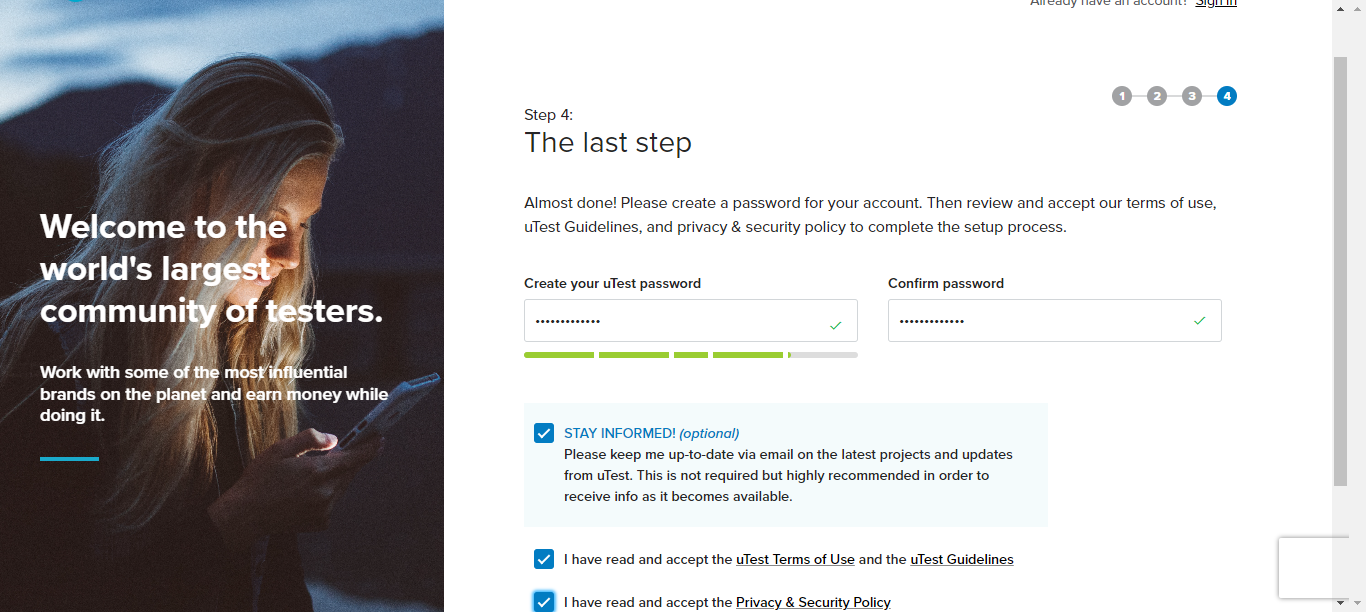 Already have an account? Sign in
1 2 3 4
Step 4:
The last step
Almost done! Please create a password for your account. Then review and accept our terms of use,
uTest Guidelines, and privacy & security policy to complete the setup process.
Create your uTest password
Confirm password
•••••••••••••
•••••••••••••
STAY INFORMED! (optional)
Please keep me up-to-date via email on the latest projects and updates
from uTest. This is not required but highly recommended in order to
receive info as it becomes available.
I have read and accept the uTest Terms of Use and the uTest Guidelines
I have read and accept the Privacy & Security Policy
Welcome to the
world's largest
community of testers.
Work with some of the most influential
brands on the planet and earn money while
doing it.